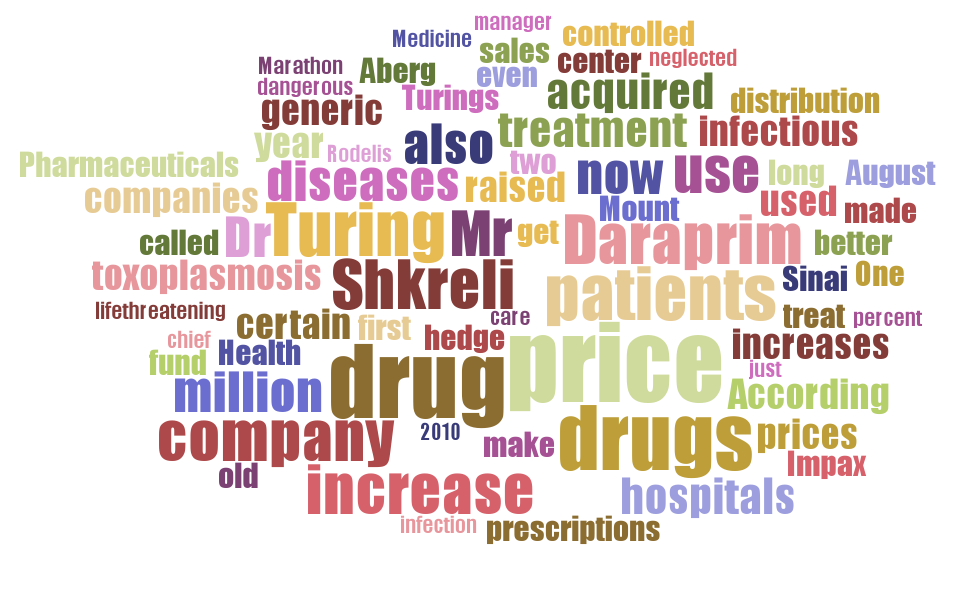 manager
Medicine
controlled
sales
center
neglected
Marathon
Aberg
even
dangerous
Turings
acquired
distribution
generic
also
treatment
infectious
year
Rodelis
two
now
use
long
August
Pharmaceuticals
diseases
raised
companies
Mount
used
made
called
Dr
Turing
Mr
get
Daraprim
better
toxoplasmosis
Shkreli
patients
Sinai
One
lifethreatening
certain
first
care
treat
percent
chief
Health
hedge
price
increases
fund
drug
just
million
According
company
2010
make
drugs
prices
old
Impax
increase
hospitals
infection
prescriptions